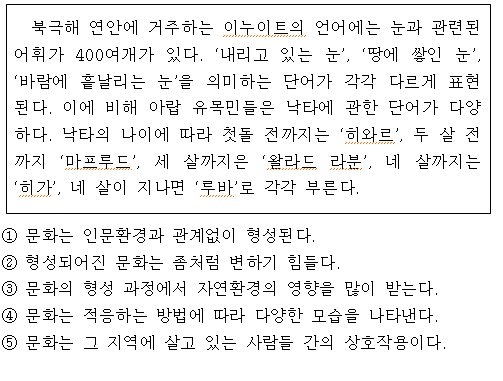 북극해 연안에 거주하는 이누이트의 언어에는 눈과 관련된
어휘가 400여개가 있다. ‘내리고 있는 눈’, ‘땅에 쌓인 눈’,
‘바람에 흩날리는 눈’을 의미하는 단어가 각각 다르게 표현
된다. 이에 비해 아랍 유목민들은 낙타에 관한 단어가 다양
하다. 낙타의 나이에 따라 첫돌 전까지는 ‘히와르’, 두 살 전
까지 ‘마프루드’, 세 살까지은 ‘왈라드 라분’, 네 살까지는
‘히가’, 네 살이 지나면 ‘루바’로 각각 부른다.
① 문화는 인문환경과 관계없이 형성된다.
② 형성되어진 문화는 좀처럼 변하기 힘들다.
③ 문화의 형성 과정에서 자연환경의 영향을 많이 받는다.
④ 문화는 적응하는 방법에 따라 다양한 모습을 나타낸다.
⑤ 문화는 그 지역에 살고 있는 사람들 간의 상호작용이다.